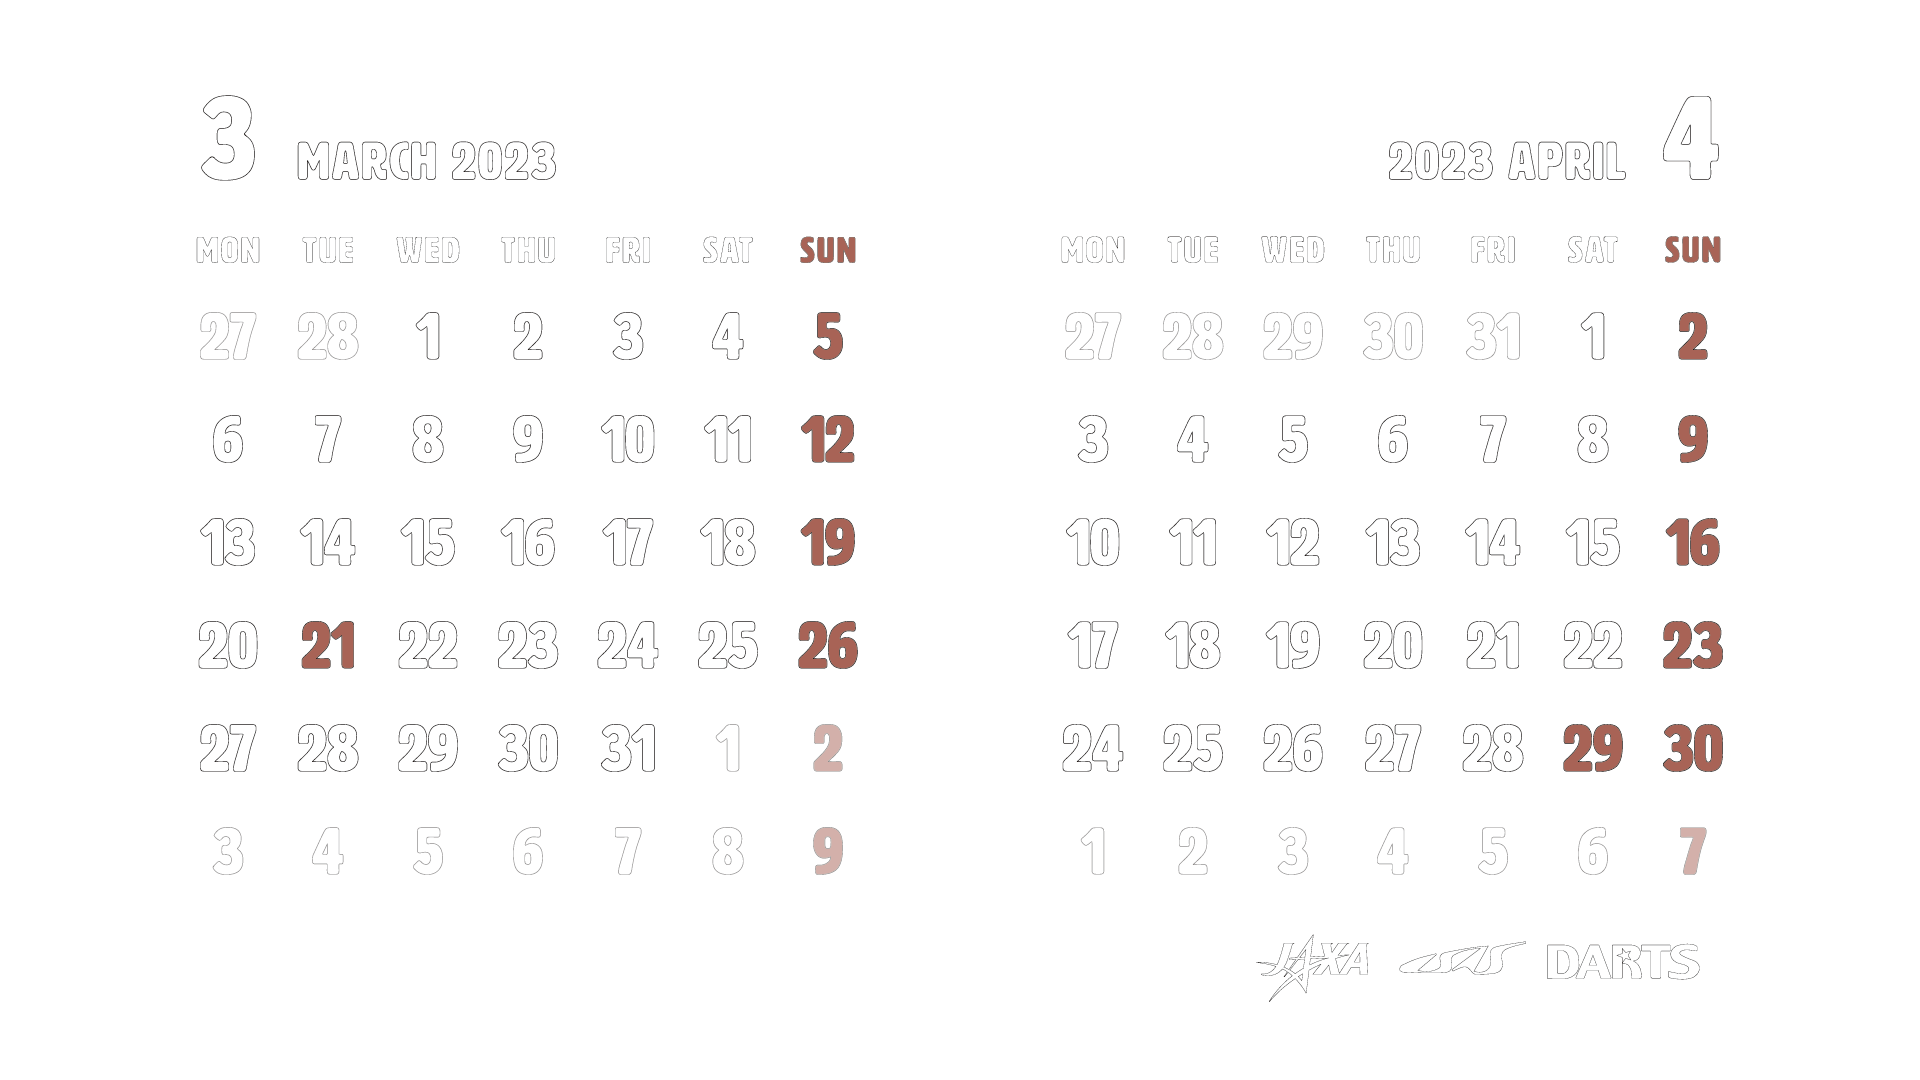 3 MARCH 2023
MON TUE WED THU FRI SAT SUN
27 28 1 2 3 4 5
6 7 8 9 10 11 12
13 14 15 16 17 18 19
20 21 22 23 24 25 26
27 28 29 30 31 1 2
3 4 5 6 7 8 9
2023 APRIL 4
MON TUE WED THU FRI SAT SUN
27 28 29 30 31 1 2
3 4 5 6 7 8 9
10 11 12 13 14 15 16
17 18 19 20 21 22 23
24 25 26 27 28 29 30
1 2 3 4 5 6 7
JAXA ISAS DARTS